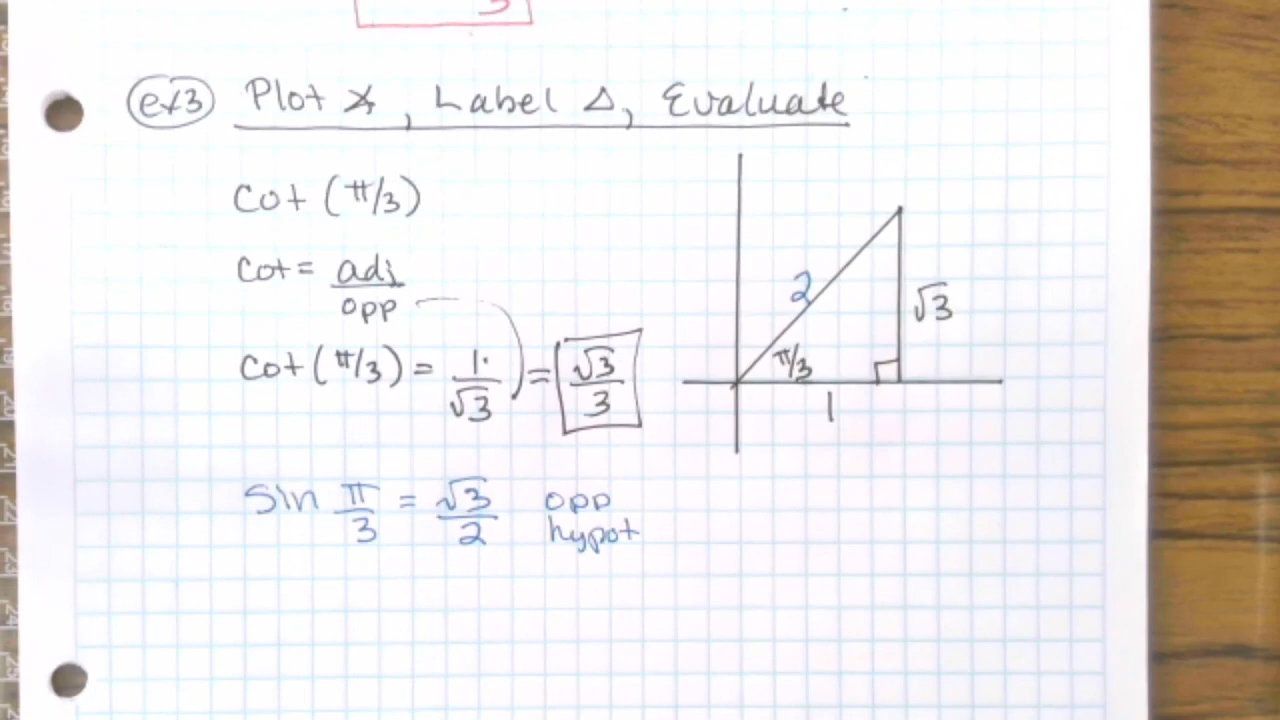 3
ex3 Plot ∡, Label △, Evaluate
cot (π/3)
cot = adj/opp
cot (π/3) = 1/√3 = √3/3
2
√3
π/3
1
Sin π/3 = √3/2 opp
hypot